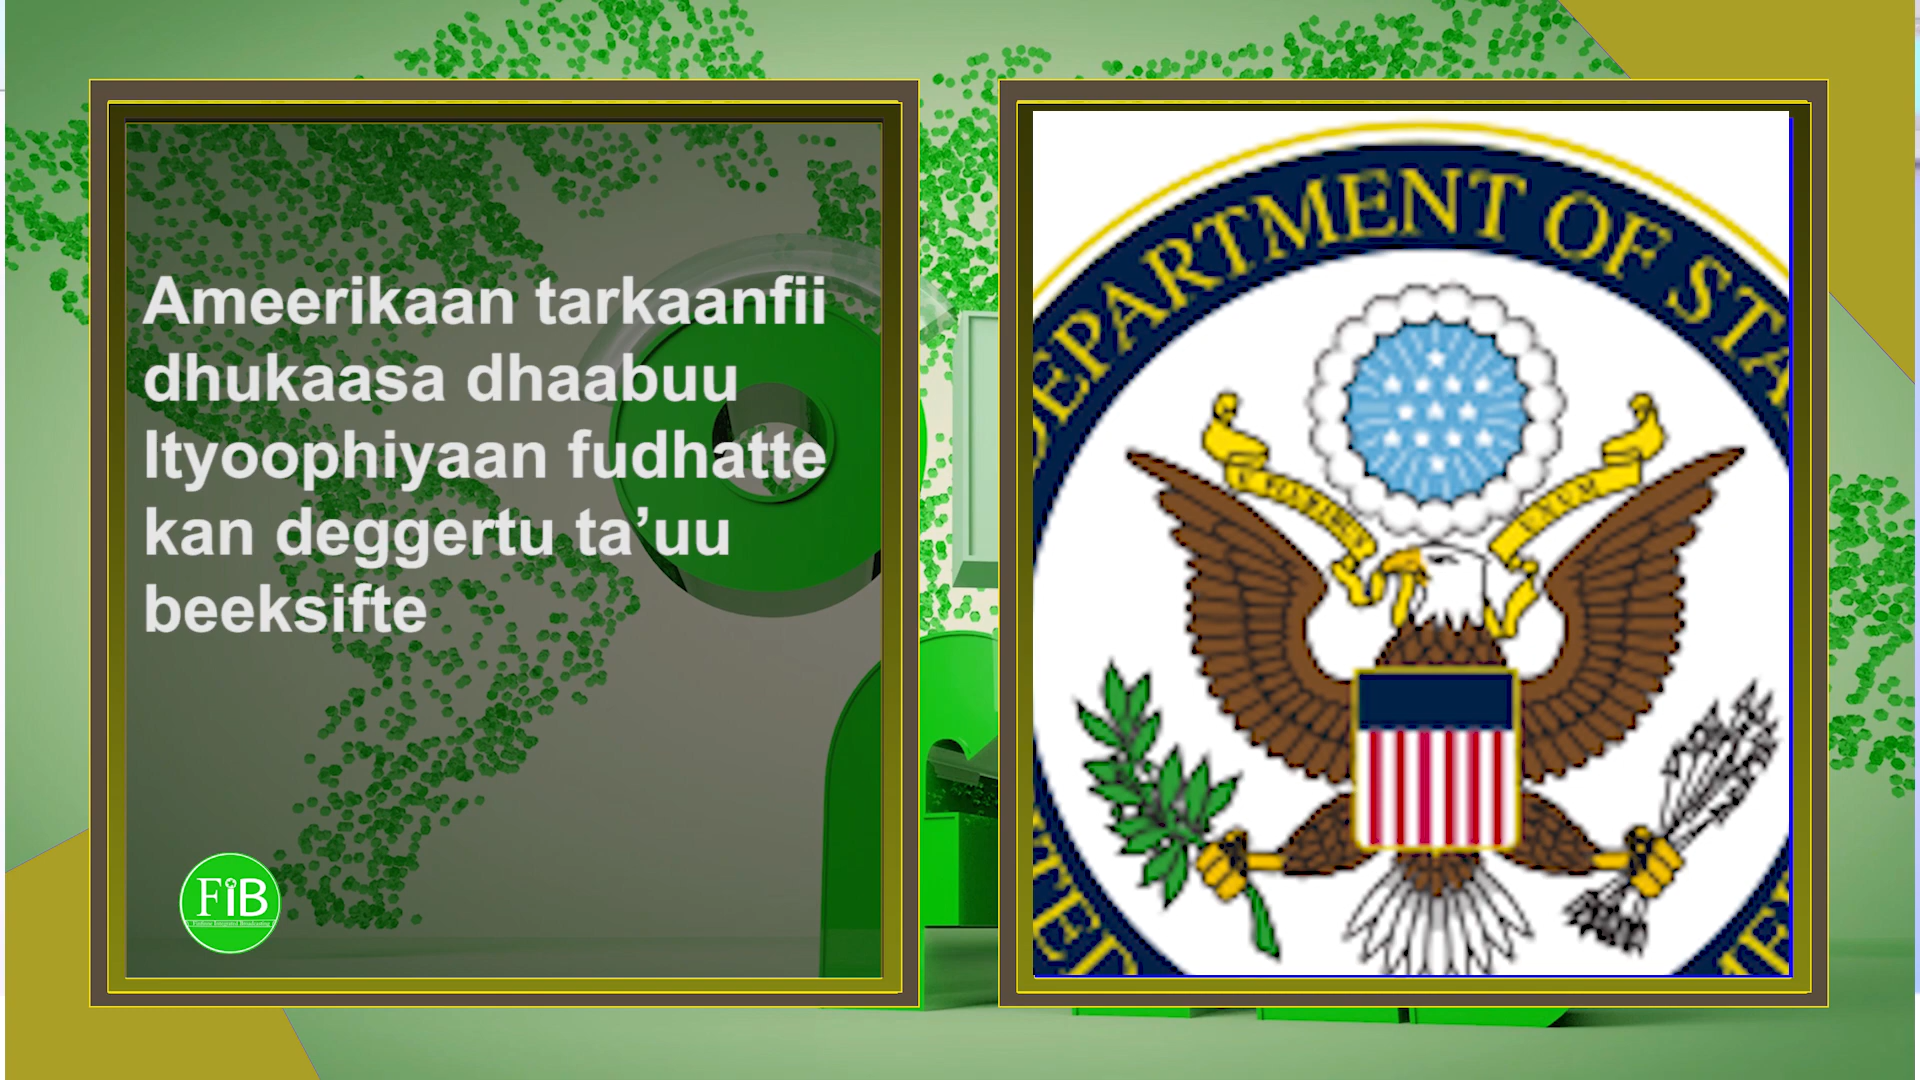 Ameerikaan tarkaanfii
dhukaasa dhaabuu
Ityoophiyaan fudhatte
kan deggertu ta’uu
beeksifte
FiB
DEPARTMENT OF STA